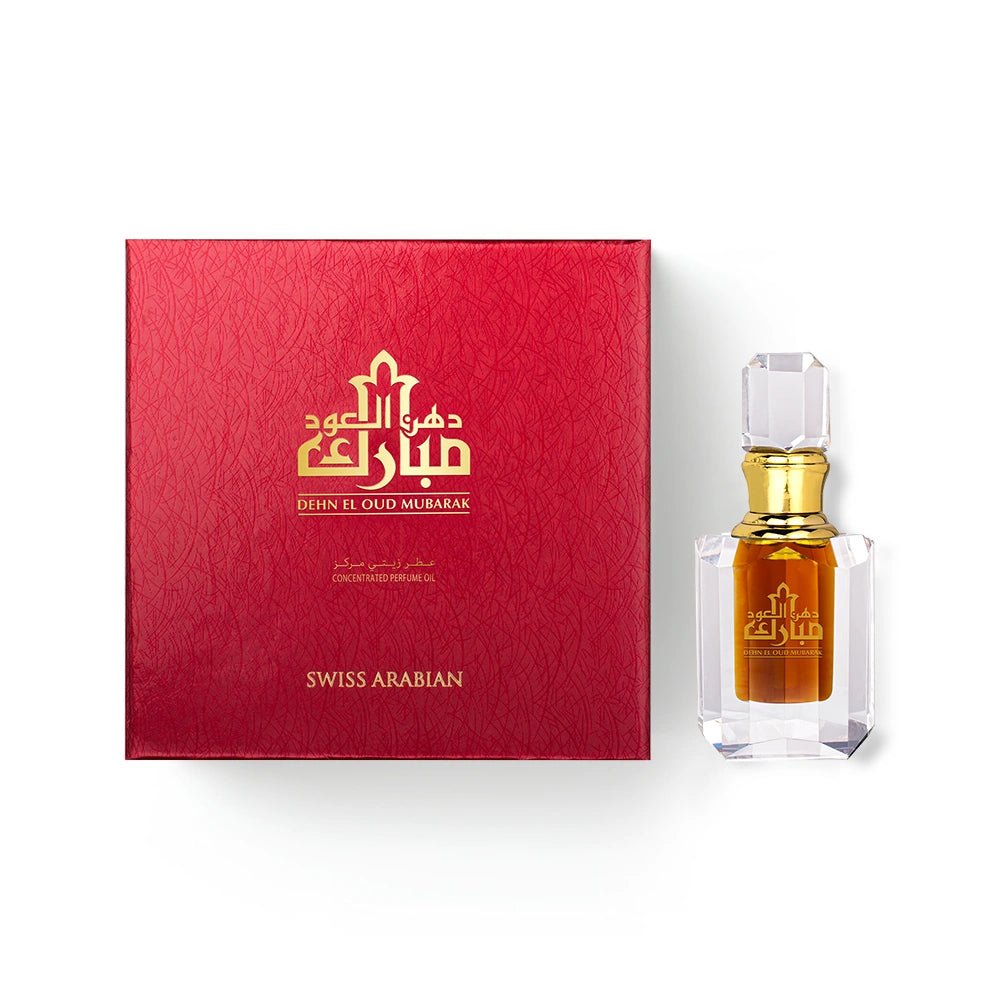 دهن العود
مبارك
DEHN EL OUD MUBARAK
عطر زيتي مركز
CONCENTRATED PERFUME OIL
SWISS ARABIAN
دهن العود
مبارك
DEHN EL OUD MUBARAK